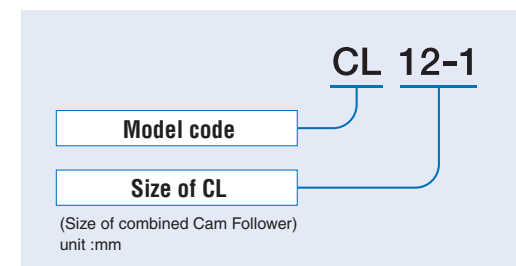 CL 12-1
Model code
Size of CL
(Size of combined Cam Follower)
unit :mm